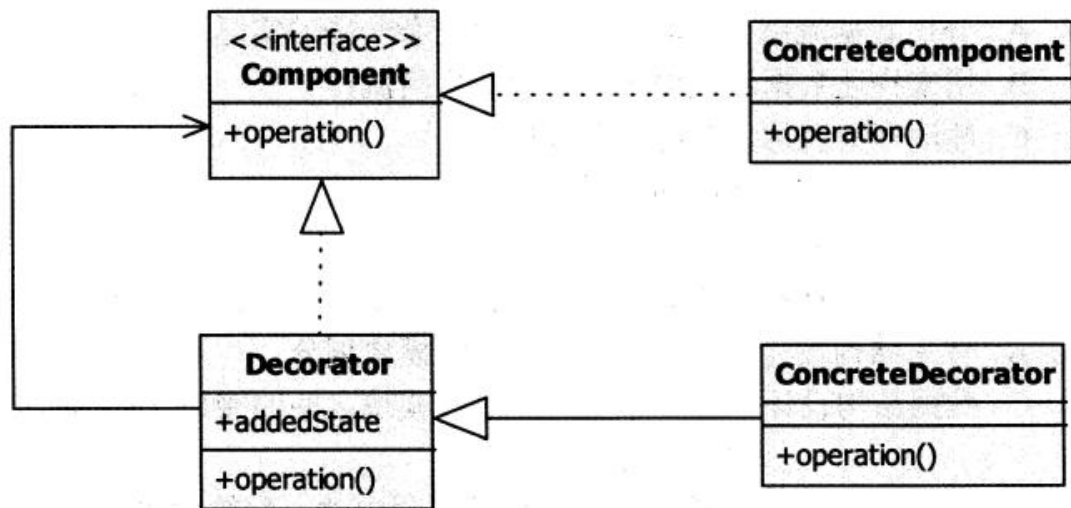 <<interface>>
Component
+operation()
ConcreteComponent
+operation()
Decorator
+addedState
+operation()
ConcreteDecorator
+operation()